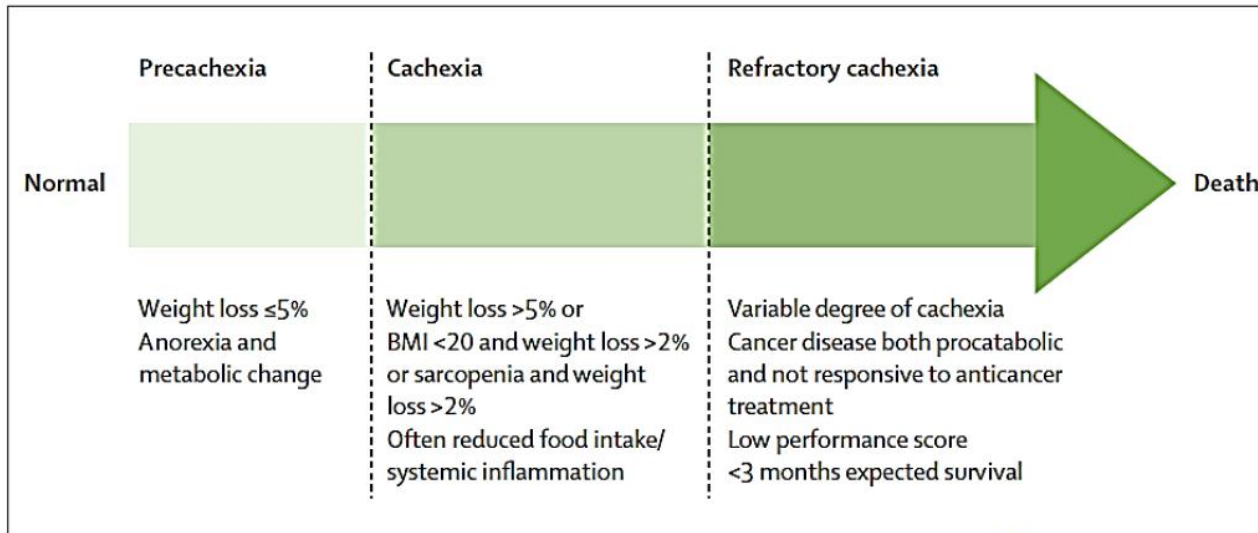 Precachexia
Cachexia
Refractory cachexia
Normal
Death
Weight loss ≤5%
Anorexia and
metabolic change
Weight loss >5% or
BMI <20 and weight loss >2%
or sarcopenia and weight
loss >2%
Often reduced food intake/
systemic inflammation
Variable degree of cachexia
Cancer disease both procatabolic
and not responsive to anticancer
treatment
Low performance score
<3 months expected survival